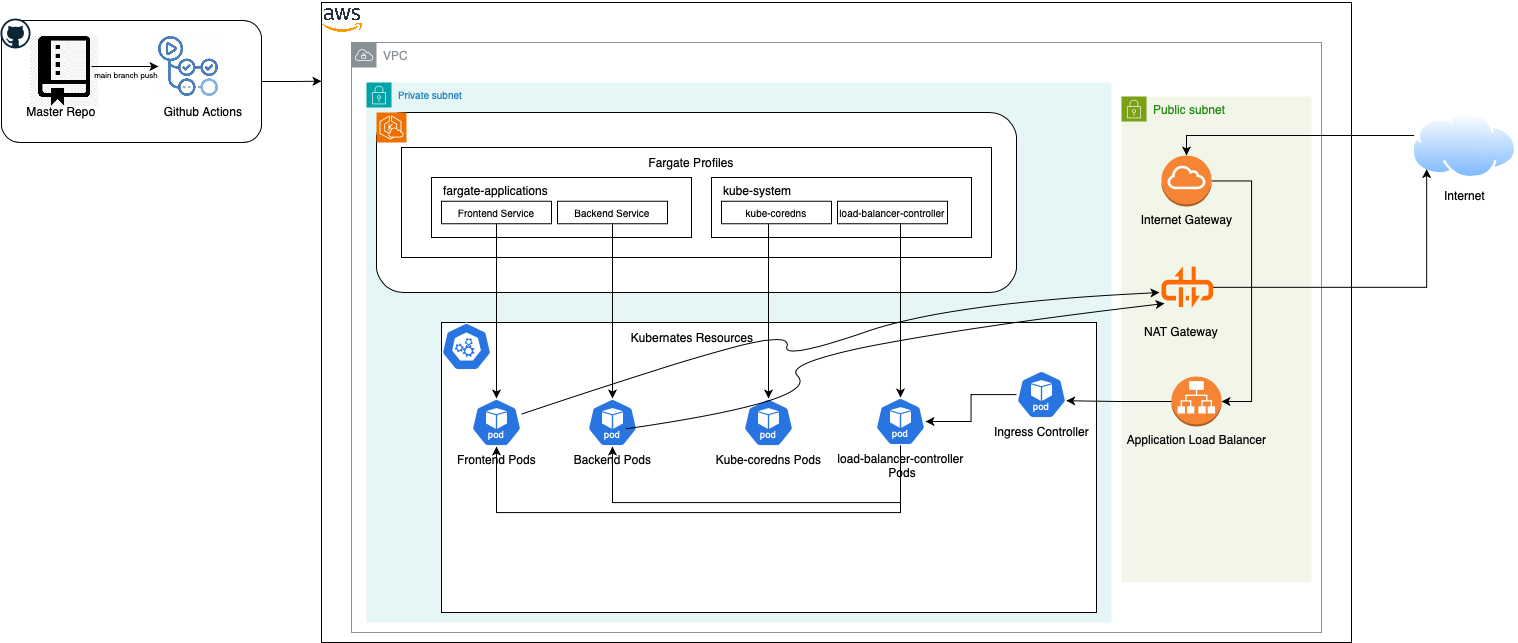 aws
VPC
main branch push
Master Repo
Github Actions
Private subnet
Public subnet
Fargate Profiles
fargate-applications
Frontend Service
Backend Service
kube-system
kube-coredns
load-balancer-controller
Internet Gateway
Internet
NAT Gateway
Kubernates Resources
pod
Frontend Pods
pod
Backend Pods
pod
Kube-coredns Pods
pod
load-balancer-controller
Pods
pod
Ingress Controller
Application Load Balancer